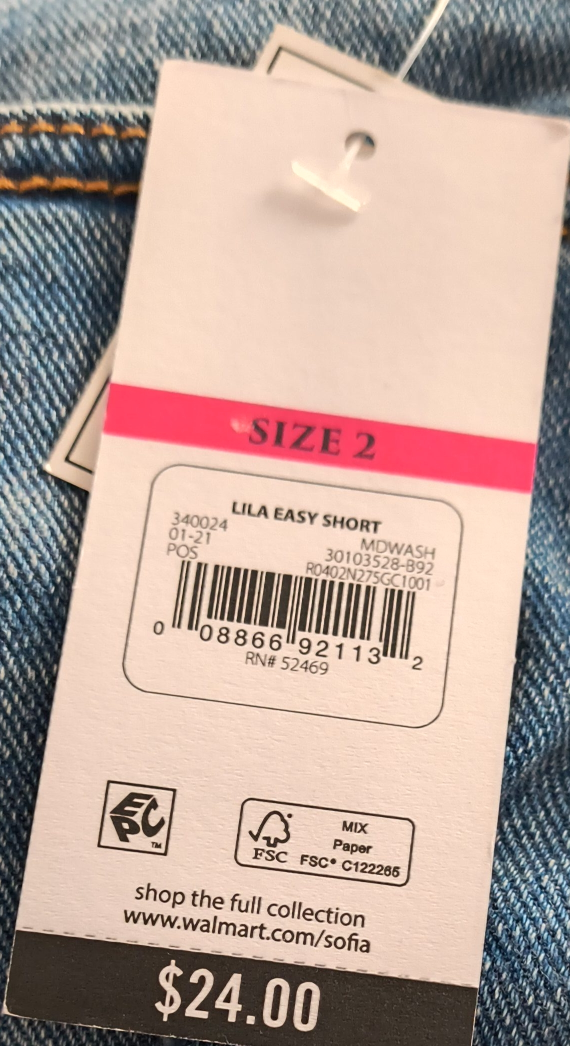 SIZE 2
LILA EASY SHORT
340024
MDWASH
01-21
30103528-B92
POS
R0402N275GC1001
0 08866 92113 2
RN# 52469
EPC TM
MIX
Paper
FSC FSC® C122265
shop the full collection
www.walmart.com/sofia
$24.00